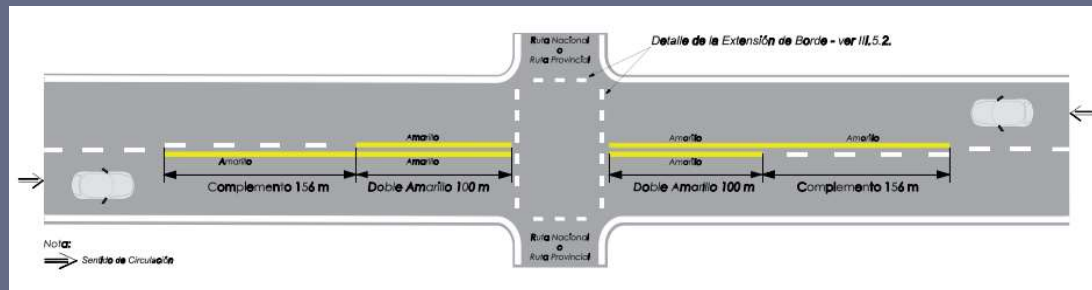 Ruta Nacional
o
Ruta Provincial
Detalle de la Extensión de Borde - ver III.5.2.
Amarillo
Amarillo
Amarillo
Amarillo
Amarillo
Amarillo
Complemento 156 m
Doble Amarillo 100 m
Doble Amarillo 100 m
Complemento 156 m
Ruta Nacional
o
Ruta Provincial
Nota:
Sentido de Circulación